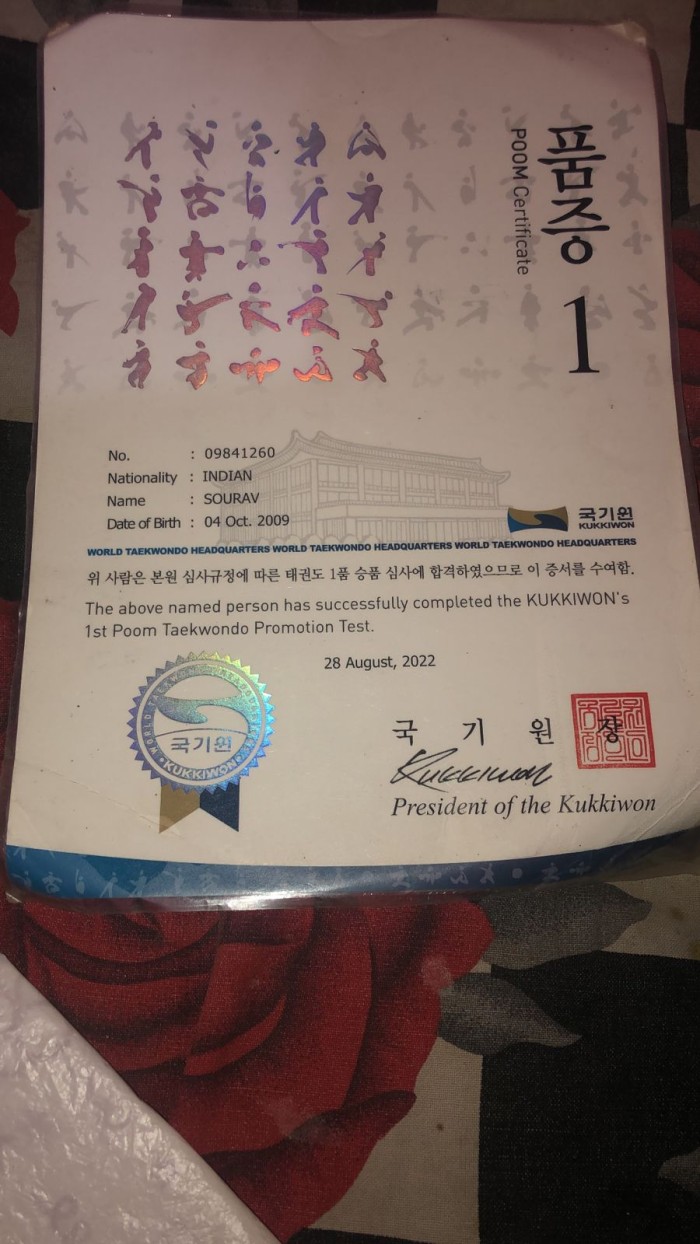 품증
POOM Certificate
1
No. : 09841260
Nationality : INDIAN
Name : SOURAV
Date of Birth : 04 Oct. 2009
국기원
KUKKIWON
WORLD TAEKWONDO HEADQUARTERS WORLD TAEKWONDO HEADQUARTERS WORLD TAEKWONDO HEADQUARTERS
위 사람은 본원 심사규정에 따른 태권도 1품 승품 심사에 합격하였으므로 이 증서를 수여함.
The above named person has successfully completed the KUKKIWON's
1st Poom Taekwondo Promotion Test.
28 August, 2022
WORLD TAEKWONDO HEADQUARTERS
국기원
• KUKKIWON •
국 기 원 장
Kukkiwon
President of the Kukkiwon